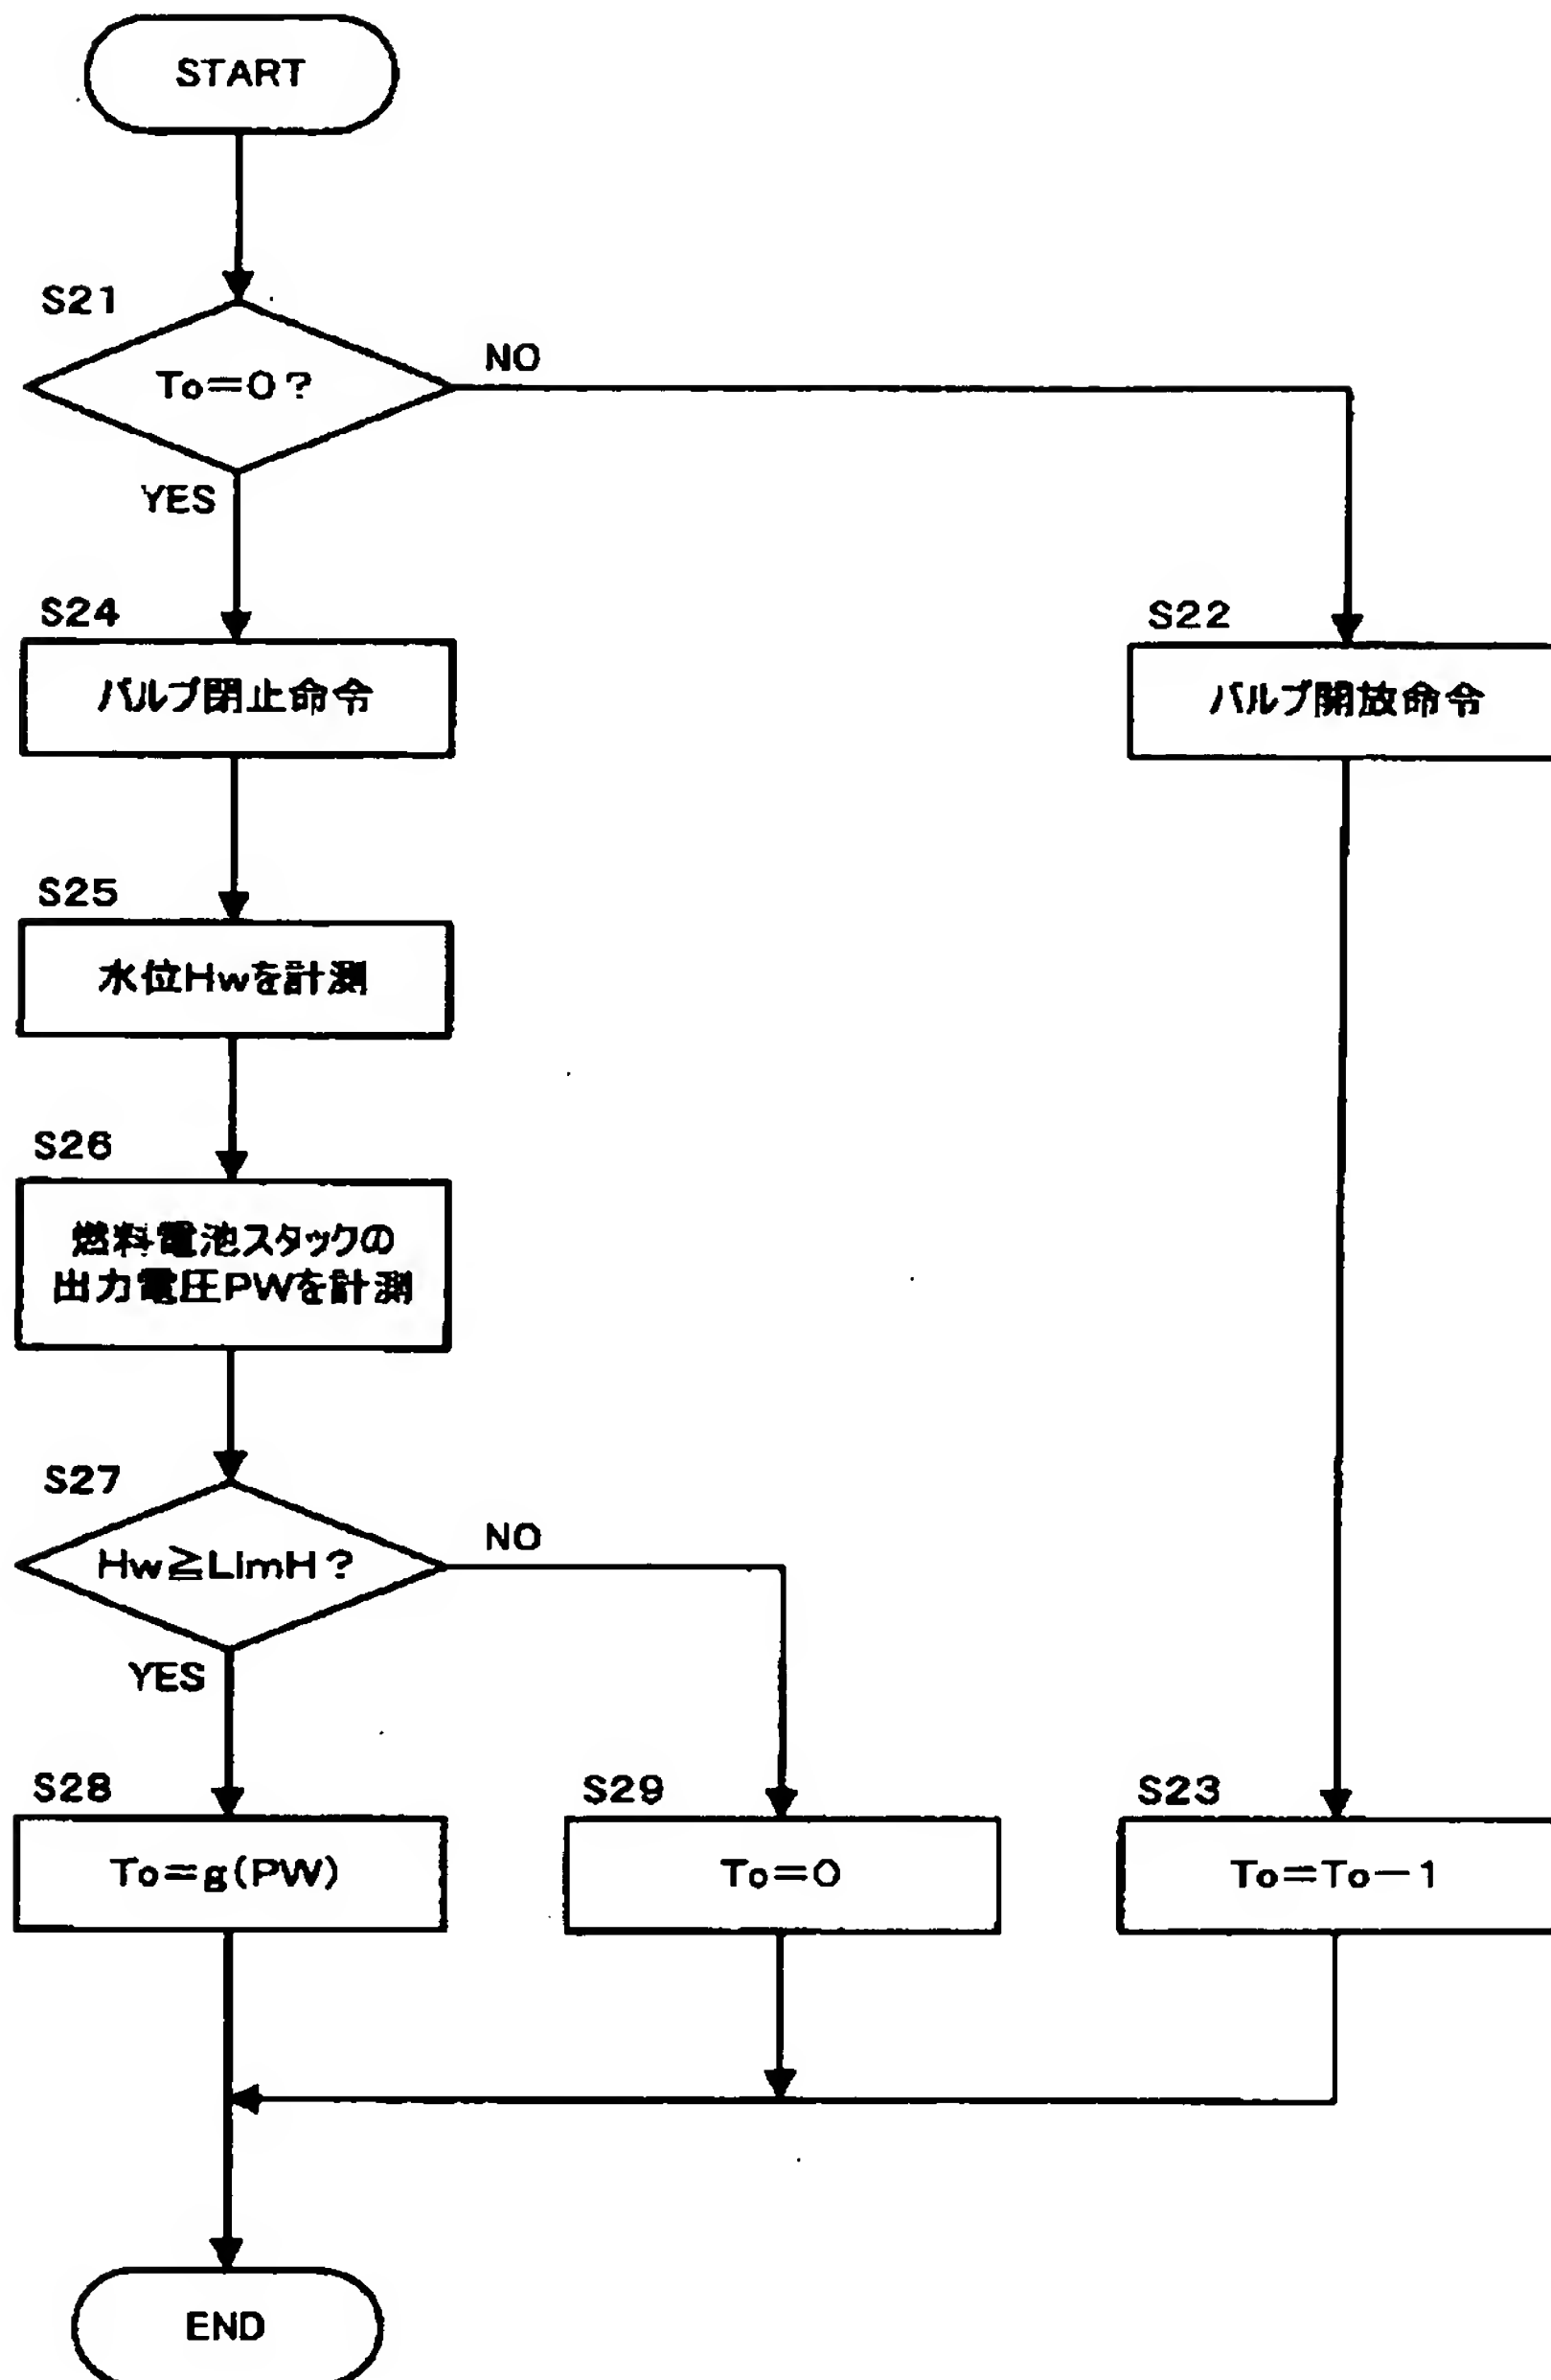 START
S21
To=0?
NO
YES
S24
バルブ閉止命令
S22
バルブ開放命令
S25
水位Hwを計測
S26
燃料電池スタックの
出力電圧PWを計測
S27
Hw≧LimH?
NO
YES
S28
To=g(PW)
S29
To=0
S23
To=To-1
END